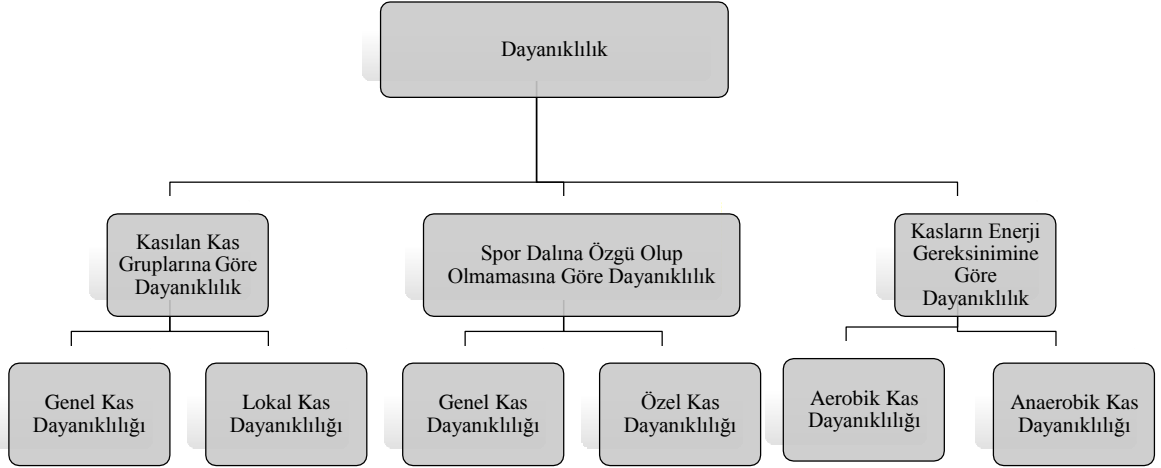 Dayanıklılık
Kasılan Kas
Gruplarına Göre
Dayanıklılık
Spor Dalına Özgü Olup
Olmamasına Göre Dayanıklılık
Kasların Enerji
Gereksinimine
Göre
Dayanıklılık
Genel Kas
Dayanıklılığı
Lokal Kas
Dayanıklılığı
Genel Kas
Dayanıklılığı
Özel Kas
Dayanıklılığı
Aerobik Kas
Dayanıklılığı
Anaerobik Kas
Dayanıklılığı